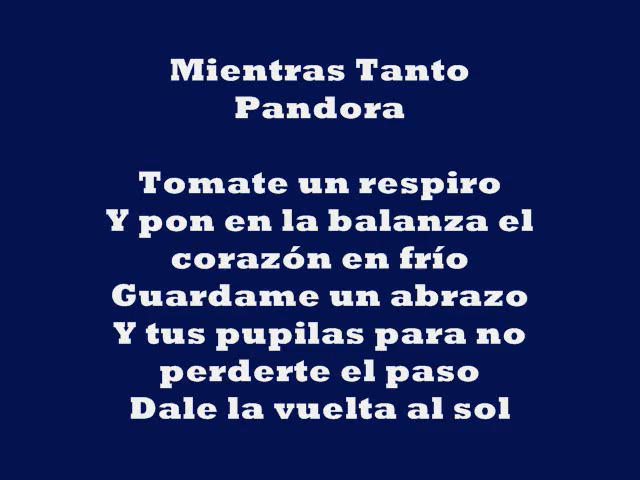 Mientras Tanto
Pandora
Tomate un respiro
Y pon en la balanza el
corazón en frío
Guardame un abrazo
Y tus pupilas para no
perderte el paso
Dale la vuelta al sol